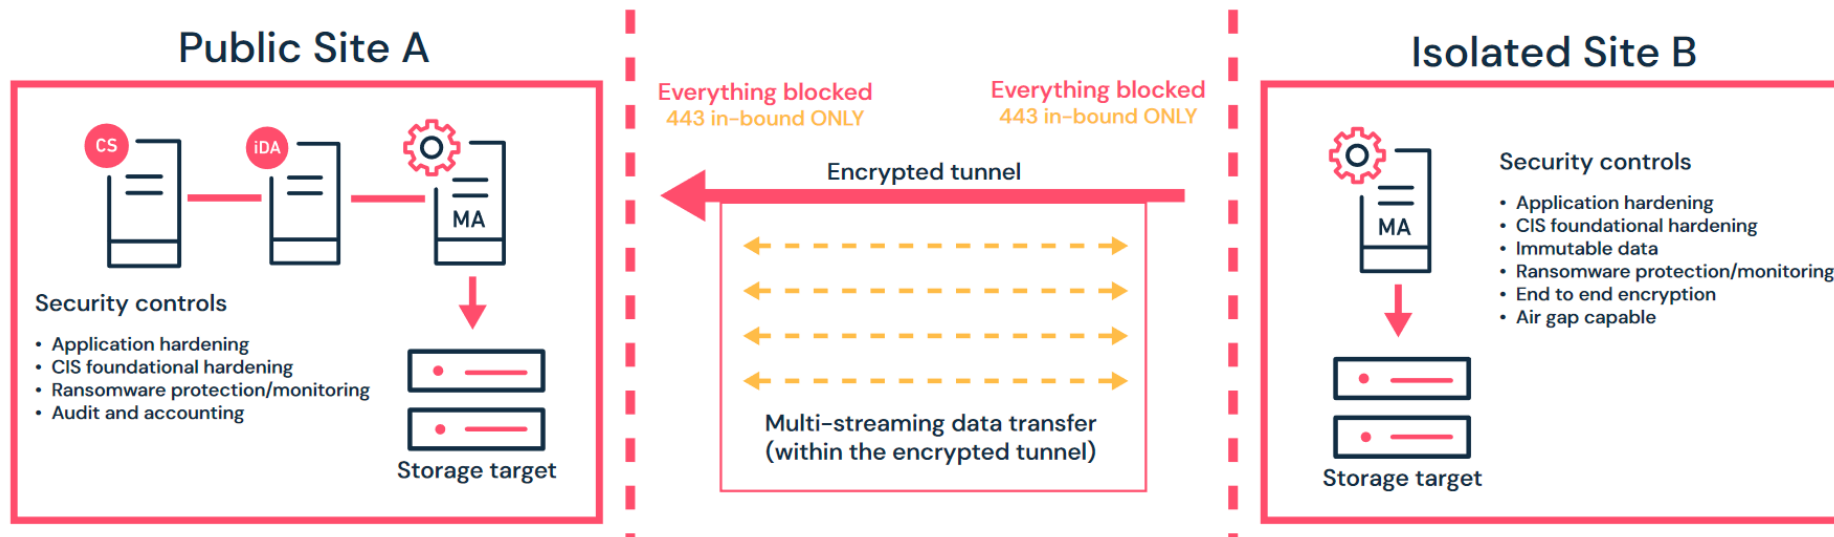 Public Site A
CS
iDA
MA
Security controls
• Application hardening
• CIS foundational hardening
• Ransomware protection/monitoring
• Audit and accounting
Storage target
Everything blocked
443 in-bound ONLY
Everything blocked
443 in-bound ONLY
Encrypted tunnel
Multi-streaming data transfer
(within the encrypted tunnel)
Isolated Site B
MA
Security controls
• Application hardening
• CIS foundational hardening
• Immutable data
• Ransomware protection/monitoring
• End to end encryption
• Air gap capable
Storage target